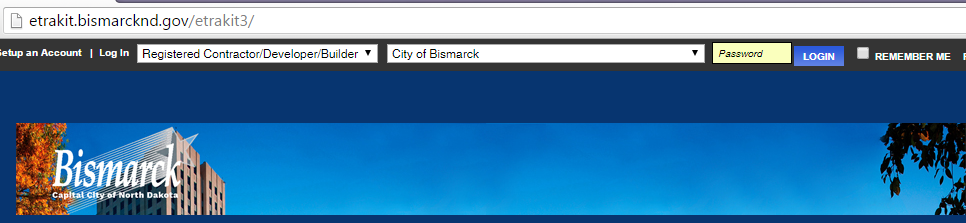 etrakit.bismarcknd.gov/etrakit3/
Setup an Account | Log In Registered Contractor/Developer/Builder City of Bismarck Password LOGIN REMEMBER ME
Bismarck
Capital City of North Dakota